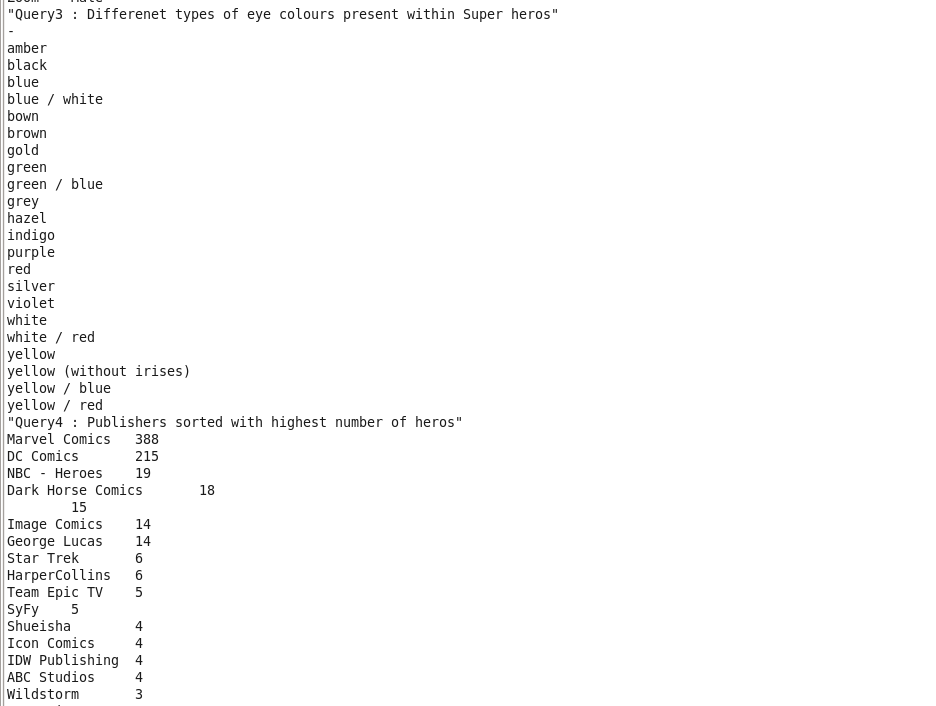 "Query3 : Differenet types of eye colours present within Super heros"
-
amber
black
blue
blue / white
bown
brown
gold
green
green / blue
grey
hazel
indigo
purple
red
silver
violet
white
white / red
yellow
yellow (without irises)
yellow / blue
yellow / red
"Query4 : Publishers sorted with highest number of heros"
Marvel Comics 388
DC Comics 215
NBC - Heroes 19
Dark Horse Comics 18
15
Image Comics 14
George Lucas 14
Star Trek 6
HarperCollins 6
Team Epic TV 5
SyFy 5
Shueisha 4
Icon Comics 4
IDW Publishing 4
ABC Studios 4
Wildstorm 3